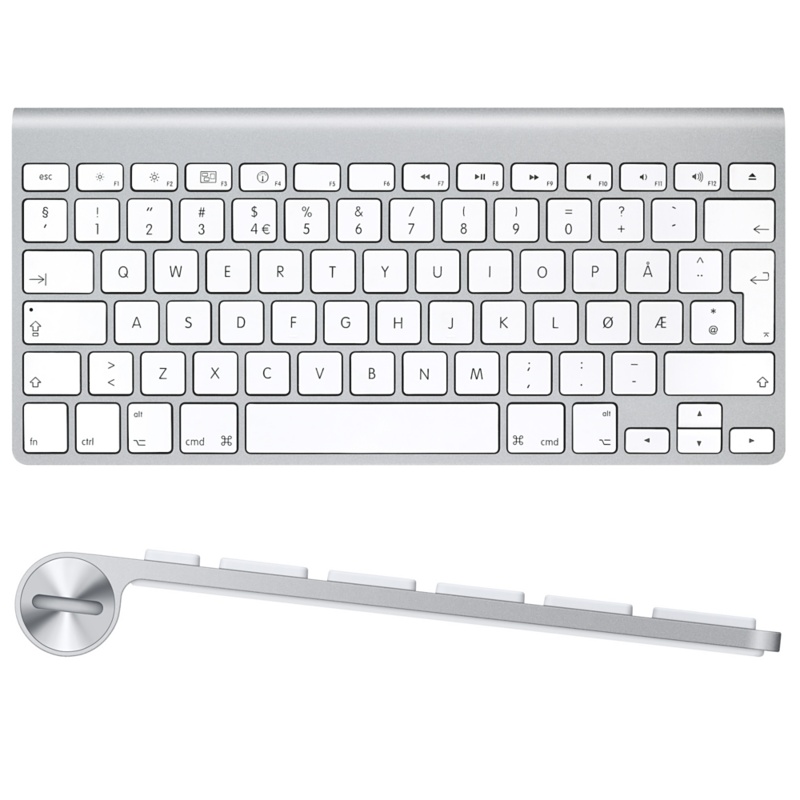 esc F1 F2 F3 F4 F5 F6 F7 F8 F9 F10 F11 F12
§ ! " # $ % & / ( ) = ? `
' 1 2 3 4 € 5 6 7 8 9 0 + ´
Q W E R T Y U I O P Å ^ ¨
A S D F G H J K L Ø Æ * @
> < Z X C V B N M ; , : . _ -
alt alt
fn ctrl ⌥ cmd ⌘ ⌘ cmd ⌥